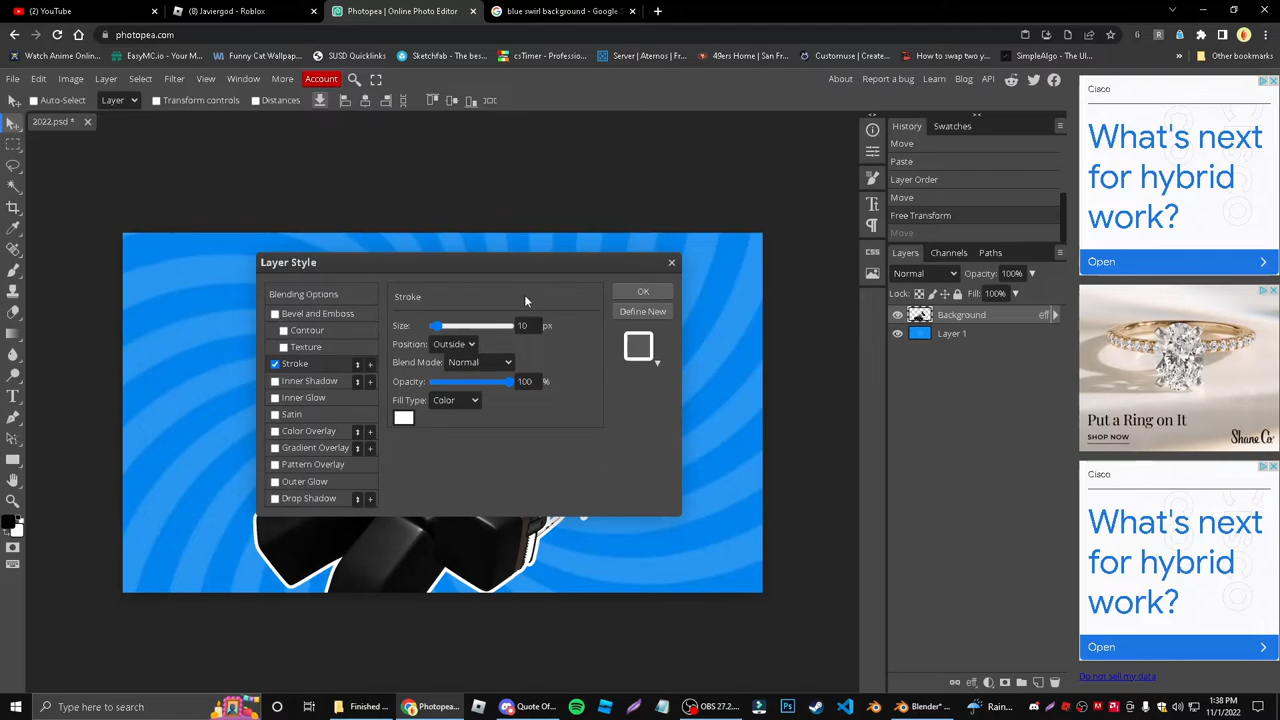 (1) YouTube
Javiergod - Roblox
Photopea | Online Photo Editor
blue swirl background - Google S
photopea.com
Watch Anime Onlin...
EasyMC.io - Your M...
Funny Cat Wallpap...
SUSD Quicklinks
Sketchfab - The bes...
csTimer - Professio...
Server | Aternos | F...
49ers Home | San Fr...
Customuse | Create...
How to swap two y...
SimpleAlgo - The Ul...
Other bookmarks
File Edit Image Layer Select Filter View Window More Account
About Report a bug Learn Blog API
Auto-Select Layer Transform controls Distances
2022.psd *
Layer Style
Blending Options
Bevel and Emboss
Contour
Texture
Stroke
Inner Shadow
Inner Glow
Satin
Color Overlay
Gradient Overlay
Pattern Overlay
Outer Glow
Drop Shadow
Stroke
Size: 10 px
Position: Outside
Blend Mode: Normal
Opacity: 100 %
Fill Type: Color
OK
Define New
History Swatches
Move
Paste
Layer Order
Move
Free Transform
Move
Layers Channels Paths
Normal Opacity: 100%
Lock: Fill: 100%
Background eff
Layer 1
CSS
eff
Cisco
What's next
for hybrid
work?
Open
Put a Ring on It
SHOP NOW
Shane Co.
Cisco
What's next
for hybrid
work?
Open
Do not sell my data
Type here to search
Finished ...
Photopea...
Quote Of...
OBS 27.2...
Blender* ...
Rain...
1:38 PM
11/1/2022